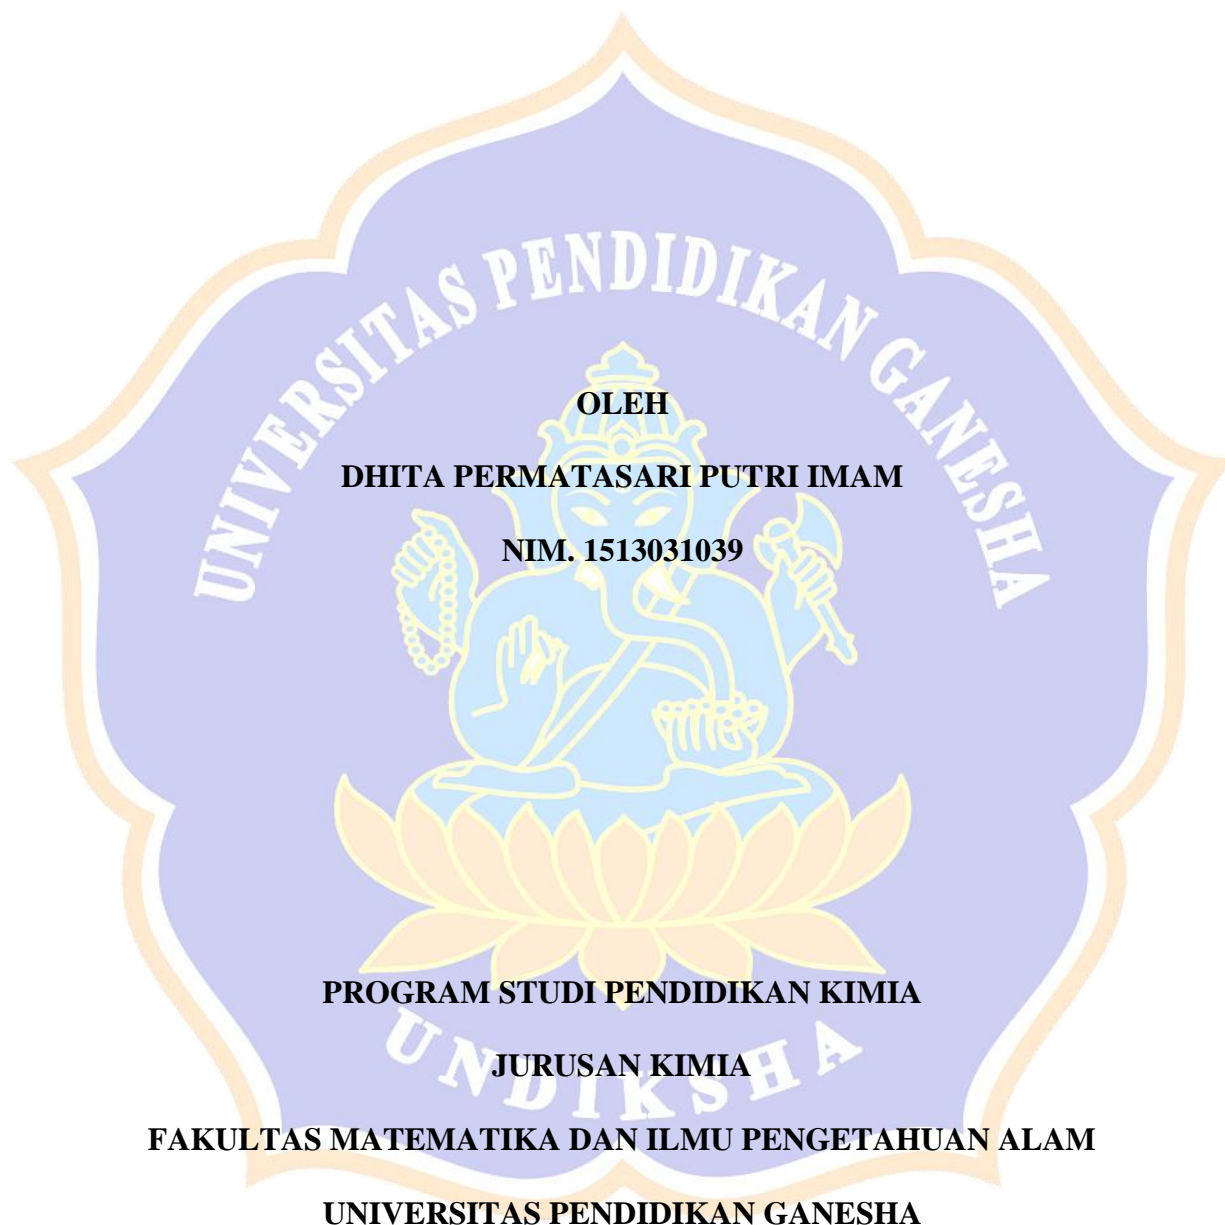 UNIVERSITAS PENDIDIKAN GANESHA
OLEH
DHITA PERMATASARI PUTRI IMAM
NIM. 1513031039
PROGRAM STUDI PENDIDIKAN KIMIA
UNDIKSHA
JURUSAN KIMIA
FAKULTAS MATEMATIKA DAN ILMU PENGETAHUAN ALAM
UNIVERSITAS PENDIDIKAN GANESHA